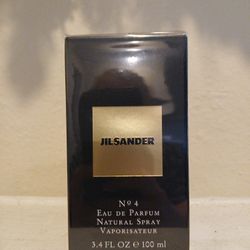 JILSANDER
Nº 4
EAU DE PARFUM
NATURAL SPRAY
VAPORISATEUR
3.4 FL OZ ℮ 100 ml